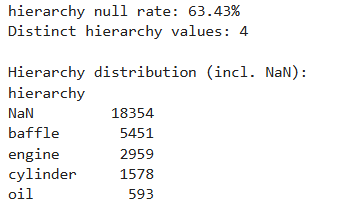 hierarchy null rate: 63.43%
Distinct hierarchy values: 4
Hierarchy distribution (incl. NaN):
hierarchy
NaN 18354
baffle 5451
engine 2959
cylinder 1578
oil 593